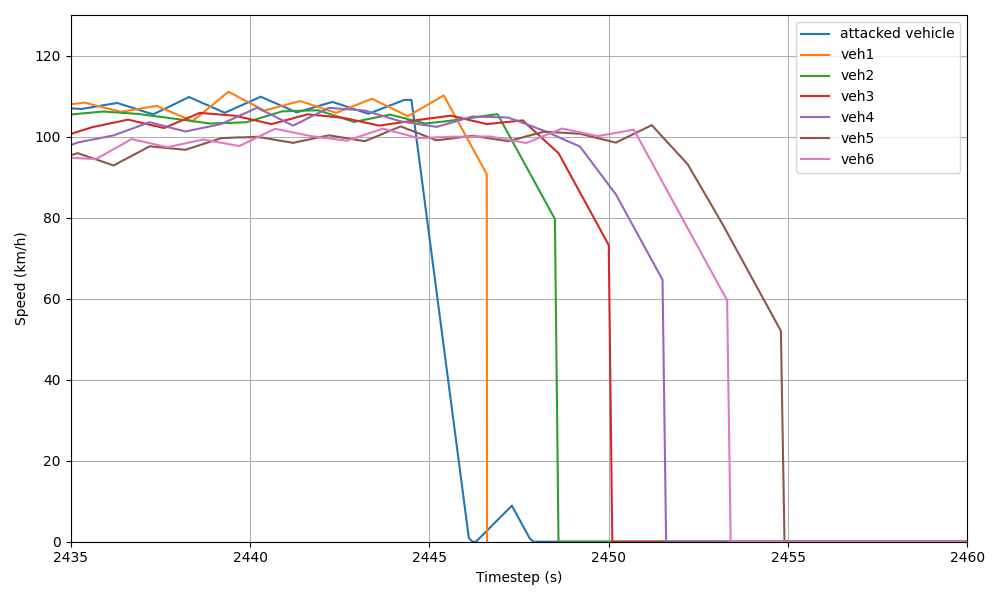 120
100
80
60
40
20
0
Speed (km/h)
2435 2440 2445 2450 2455 2460
Timestep (s)
attacked vehicle
veh1
veh2
veh3
veh4
veh5
veh6